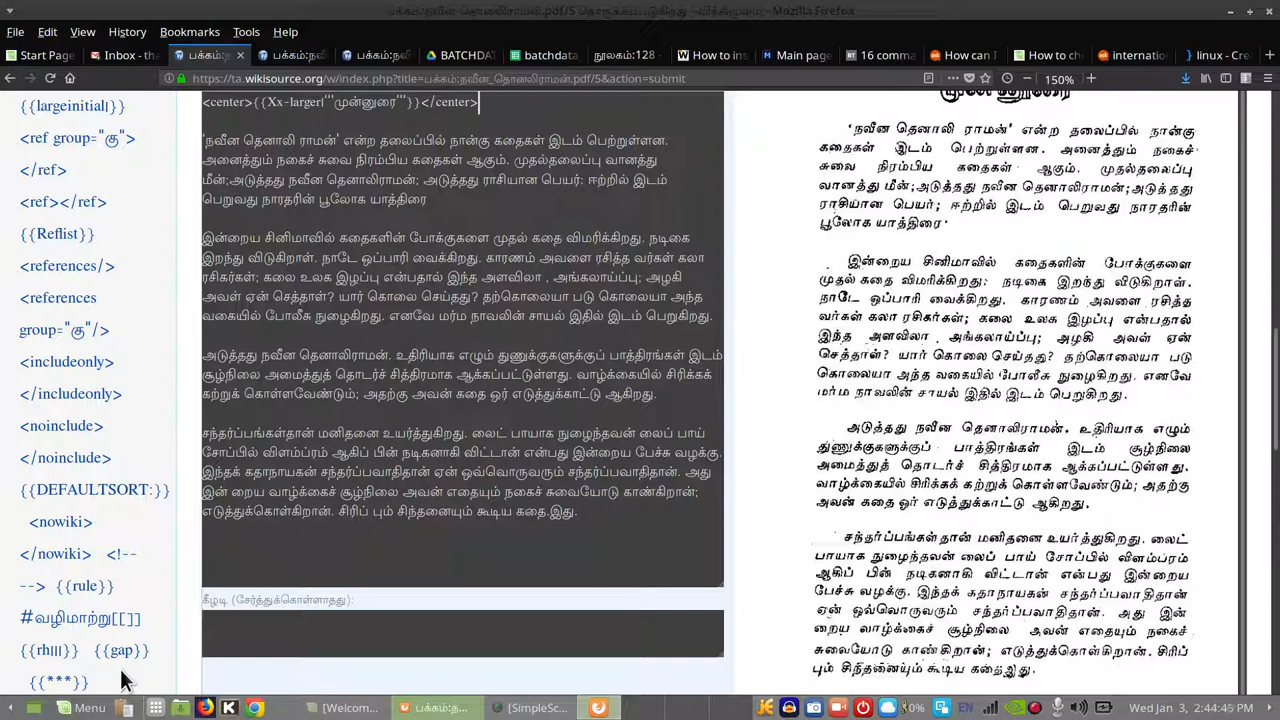 File Edit View History Bookmarks Tools Help
Start Page Inbox - tha பக்கம்:நவீ × பக்கம்:நவீ பக்கம்:நவீ BATCHDAT batchdata நூலகம்:128 How to ins Main page 16 comma How can I How to che internatio linux - Cre
https://ta.wikisource.org/w/index.php?title=பக்கம்:நவீன_தொலிராமன்.pdf/5&action=submit 150%
{{largeinitial|}}
<ref group="கு">
</ref>
<ref></ref>
{{Reflist}}
<references/>
<references
group="கு"/>
<includeonly>
</includeonly>
<noinclude>
</noinclude>
{{DEFAULTSORT:}}
<nowiki>
</nowiki> <!--
--> {{rule}}
#வழிமாற்று[[]]
{{rh|||}} {{gap}}
{{***}}
<center>{{Xx-larger|'''முன்னுரை'''}}</center>
'நவீன தெனாலி ராமன்' என்ற தலைப்பில் நான்கு கதைகள் இடம் பெற்றுள்ளன.
அனைத்தும் நகைச் சுவை நிரம்பிய கதைகள் ஆகும். முதல்தலைப்பு வானத்து
மீன்;அடுத்தது நவீன தெனாலிராமன்; அடுத்தது ராசியான பெயர்: ஈற்றில் இடம்
பெறுவது நாரதரின் பூலோக யாத்திரை
இன்றைய சினிமாவில் கதைகளின் போக்குகளை முதல் கதை விமரிக்கிறது. நடிகை
இறந்து விடுகிறாள். நாடே ஒப்பாரி வைக்கிறது. காரணம் அவளை ரசித்த வர்கள் கலா
ரசிகர்கள்; கலை உலக இழப்பு என்பதால் இந்த அளவிலா , அங்கலாய்ப்பு; அழகி
அவள் ஏன் செத்தாள்? யார் கொலை செய்தது? தற்கொலையா படு கொலையா அந்த
வகையில் போலீசு நுழைகிறது. எனவே மர்ம நாவலின் சாயல் இதில் இடம் பெறுகிறது.
அடுத்தது நவீன தெனாலிராமன். உதிரியாக எழும் துணுக்குகளுக்குப் பாத்திரங்கள் இடம்
சூழ்நிலை அமைத்துத் தொடர்ச் சித்திரமாக ஆக்கப்பட்டுள்ளது. வாழ்க்கையில் சிரிக்கக்
கற்றுக் கொள்ளவேண்டும்; அதற்கு அவன் கதை ஓர் எடுத்துக்காட்டு ஆகிறது.
சந்தர்ப்பங்கள்தான் மனிதனை உயர்த்துகிறது. லைட் பாயாக நுழைந்தவன் லைப் பாய்
சோப்பில் விளம்ப்ரம் ஆகிப் பின் நடிகனாகி விட்டான் என்பது இன்றைய பேச்சு வழக்கு.
இந்தக் கதாநாயகன் சந்தர்ப்பவாதிதான் ஏன் ஒவ்வொருவரும் சந்தர்ப்பவாதிதான். அது
இன் றைய வாழ்க்கைச் சூழ்நிலை அவன் எதையும் நகைச் சுவையோடு காண்கிறான்;
எடுத்துக்கொள்கிறான். சிரிப் பும் சிந்தனையும் கூடிய கதை.இது.
கீழடி (சேர்த்துக்கொள்ளாதது):
‘நவீன தெனாலி ராமன்’ என்ற தலைப்பில் நான்கு
கதைகள் இடம் பெற்றுள்ளன. அனைத்தும் நகைச்
சுவை நிரம்பிய கதைகள் ஆகும். முதல்தலைப்பு
வானத்து மீன்;அடுத்தது நவீன தெனாலிராமன்;அடுத்தது
ராசியான பெயர்; ஈற்றில் இடம் பெறுவது நாரதரின்
பூலோக யாத்திரை'
இன்றைய சினிமாவில் கதைகளின் போக்குகளை
முதல் கதை விமரிக்கிறது: நடிகை இறந்து விடுகிறாள்.
நாடே ஒப்பாரி வைக்கிறது. காரணம் அவளை ரசித்த
வர்கள் கலா ரசிகர்கள்; கலை உலக இழப்பு என்பதால்
இந்த அளவிலா அங்கலாய்ப்பு; அழகி அவள் ஏன்
செத்தாள்? யார் கொலை செய்தது? தற்கொலையா படு
கொலையா அந்த வகையில் போலீசு நுழைகிறது. எனவே
மர்ம நாவலின் சாயல் இதில் இடம் பெறுகிறது.
அடுத்தது நவீன தெனாலிராமன். உதிரியாக எழும்
துணுக்குகளுக்குப் பாத்திரங்கள் இடம் சூழ்நிலை
அமைத்துத் தொடர்ச் சித்திரமாக ஆக்கப்பட்டுள்ளது.
வாழ்க்கையில் சிரிக்கக் கற்றுக் கொள்ளவேண்டும்; அதற்கு
அவன் கதை ஓர் எடுத்துக்காட்டு ஆகிறது.
சந்தர்ப்பங்கள்தான் மனிதனை உயர்த்துகிறது. லைட்
பாயாக நுழைந்தவன் லைப் பாய் சோப்பில் விளம்பரம்
ஆகிப் பின் நடிகனாகி விட்டான் என்பது இன்றைய
பேச்சு வழக்கு. இந்தக் கதாநாயகன் சந்தர்ப்பவாதிதான்
ஏன் ஒவ்வொருவரும் சந்தர்ப்பவாதிதான். அது இன்
றைய வாழ்க்கைச் சூழ்நிலை அவன் எதையும் நகைச்
சுவையோடு காண்கிறான்; எடுத்துக்கொள்கிறான். சிரிப்
பும் சிந்தனையும் கூடிய கதைஇது.
Menu [Welcom... பக்கம்:ந... [SimpleSc... 0% Wed Jan 3, 2:44:45 PM